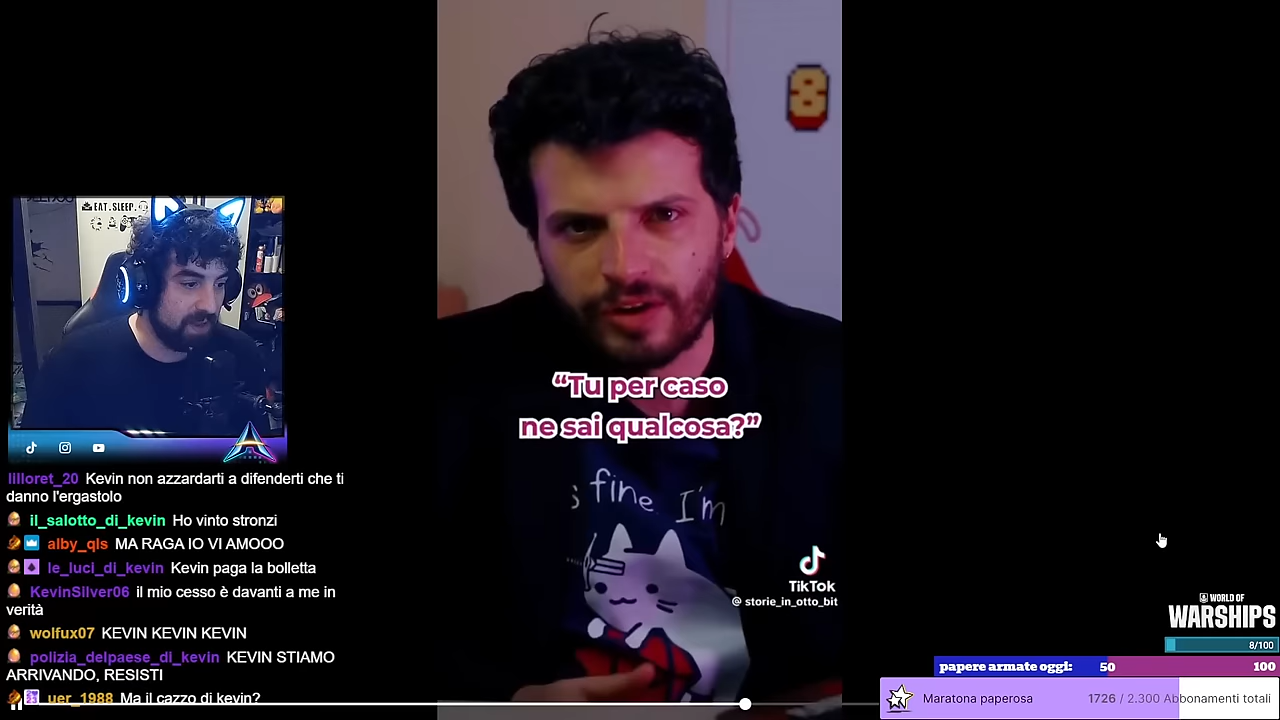 EAT.SLEEP.
8
“Tu per caso
ne sai qualcosa?”
fine I'm
TikTok
@ storie_in_otto_bit
lllloret_20 Kevin non azzardarti a difenderti che ti
danno l'ergastolo
il_salotto_di_kevin Ho vinto stronzi
alby_qls MA RAGA IO VI AMOOO
le_luci_di_kevin Kevin paga la bolletta
KevinSilver06 il mio cesso è davanti a me in
verità
wolfux07 KEVIN KEVIN KEVIN
polizia_delpaese_di_kevin KEVIN STIAMO
ARRIVANDO, RESISTI
uer_1988 Ma il cazzo di kevin?
WORLD OF
WARSHIPS
8/100
papere armate oggi: 50 100
Maratona paperosa 1726 / 2.300 Abbonamenti totali